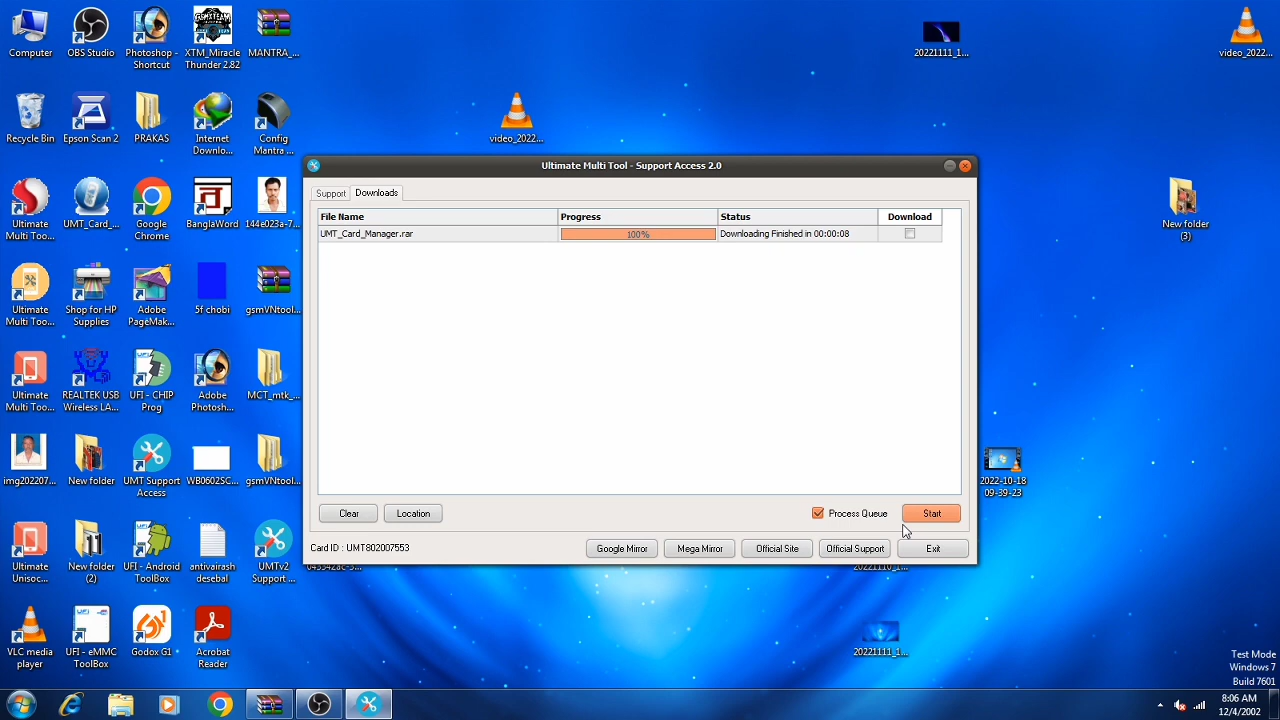 Computer
OBS Studio
Photoshop -
Shortcut
XTM_Miracle
Thunder 2.82
MANTRA_...
20221111_1...
video_2022...
Recycle Bin
Epson Scan 2
PRAKAS
Internet
Downlo...
Config
Mantra ...
video_2022...
Ultimate
Multi Too...
UMT_Card_...
Google
Chrome
BanglaWord
144e023a-7...
New folder
(3)
Ultimate
Multi Too...
Shop for HP
Supplies
Adobe
PageMak...
5f chobi
gsmVNtool...
Ultimate
Multi Too...
REALTEK USB
Wireless LA...
UFI - CHIP
Prog
Adobe
Photosh...
MCT_mtk_...
img202207...
New folder
UMT Support
Access
WB0602SC...
gsmVNtool...
2022-10-18
09-39-23
Ultimate
Unisoc...
New folder
(2)
UFI - Android
ToolBox
antivairash
desebal
UMTv2
Support ...
20221110_1...
VLC media
player
UFI - eMMC
ToolBox
Godox G1
Acrobat
Reader
20221111_1...
Ultimate Multi Tool - Support Access 2.0
Support
Downloads
File Name
Progress
Status
Download
UMT_Card_Manager.rar
100%
Downloading Finished in 00:00:08
Clear
Location
Process Queue
Start
Card ID : UMT802007553
Google Mirror
Mega Mirror
Official Site
Official Support
Exit
Test Mode
Windows 7
Build 7601
8:06 AM
12/4/2002